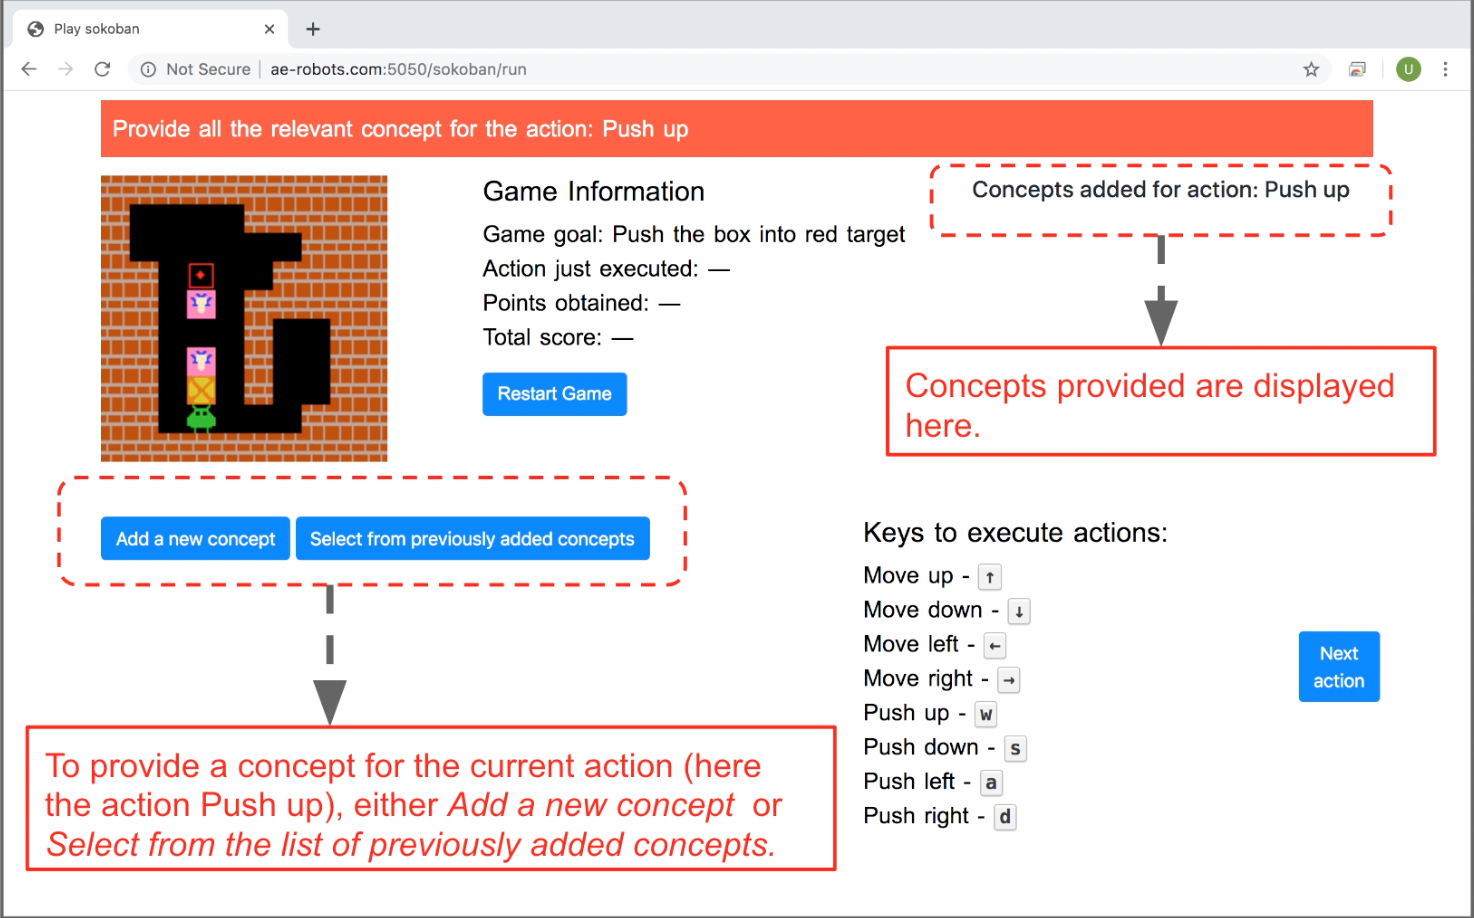 Play sokoban
Not Secure
ae-robots.com:5050/sokoban/run
U
Provide all the relevant concept for the action: Push up
Game Information
Game goal: Push the box into red target
Action just executed: —
Points obtained: —
Total score: —
Restart Game
Concepts added for action: Push up
Concepts provided are displayed
here.
Add a new concept
Select from previously added concepts
To provide a concept for the current action (here
the action Push up), either Add a new concept or
Select from the list of previously added concepts.
Keys to execute actions:
Move up - ↑
Move down - ↓
Move left - ←
Move right - →
Push up - w
Push down - s
Push left - a
Push right - d
Next
action